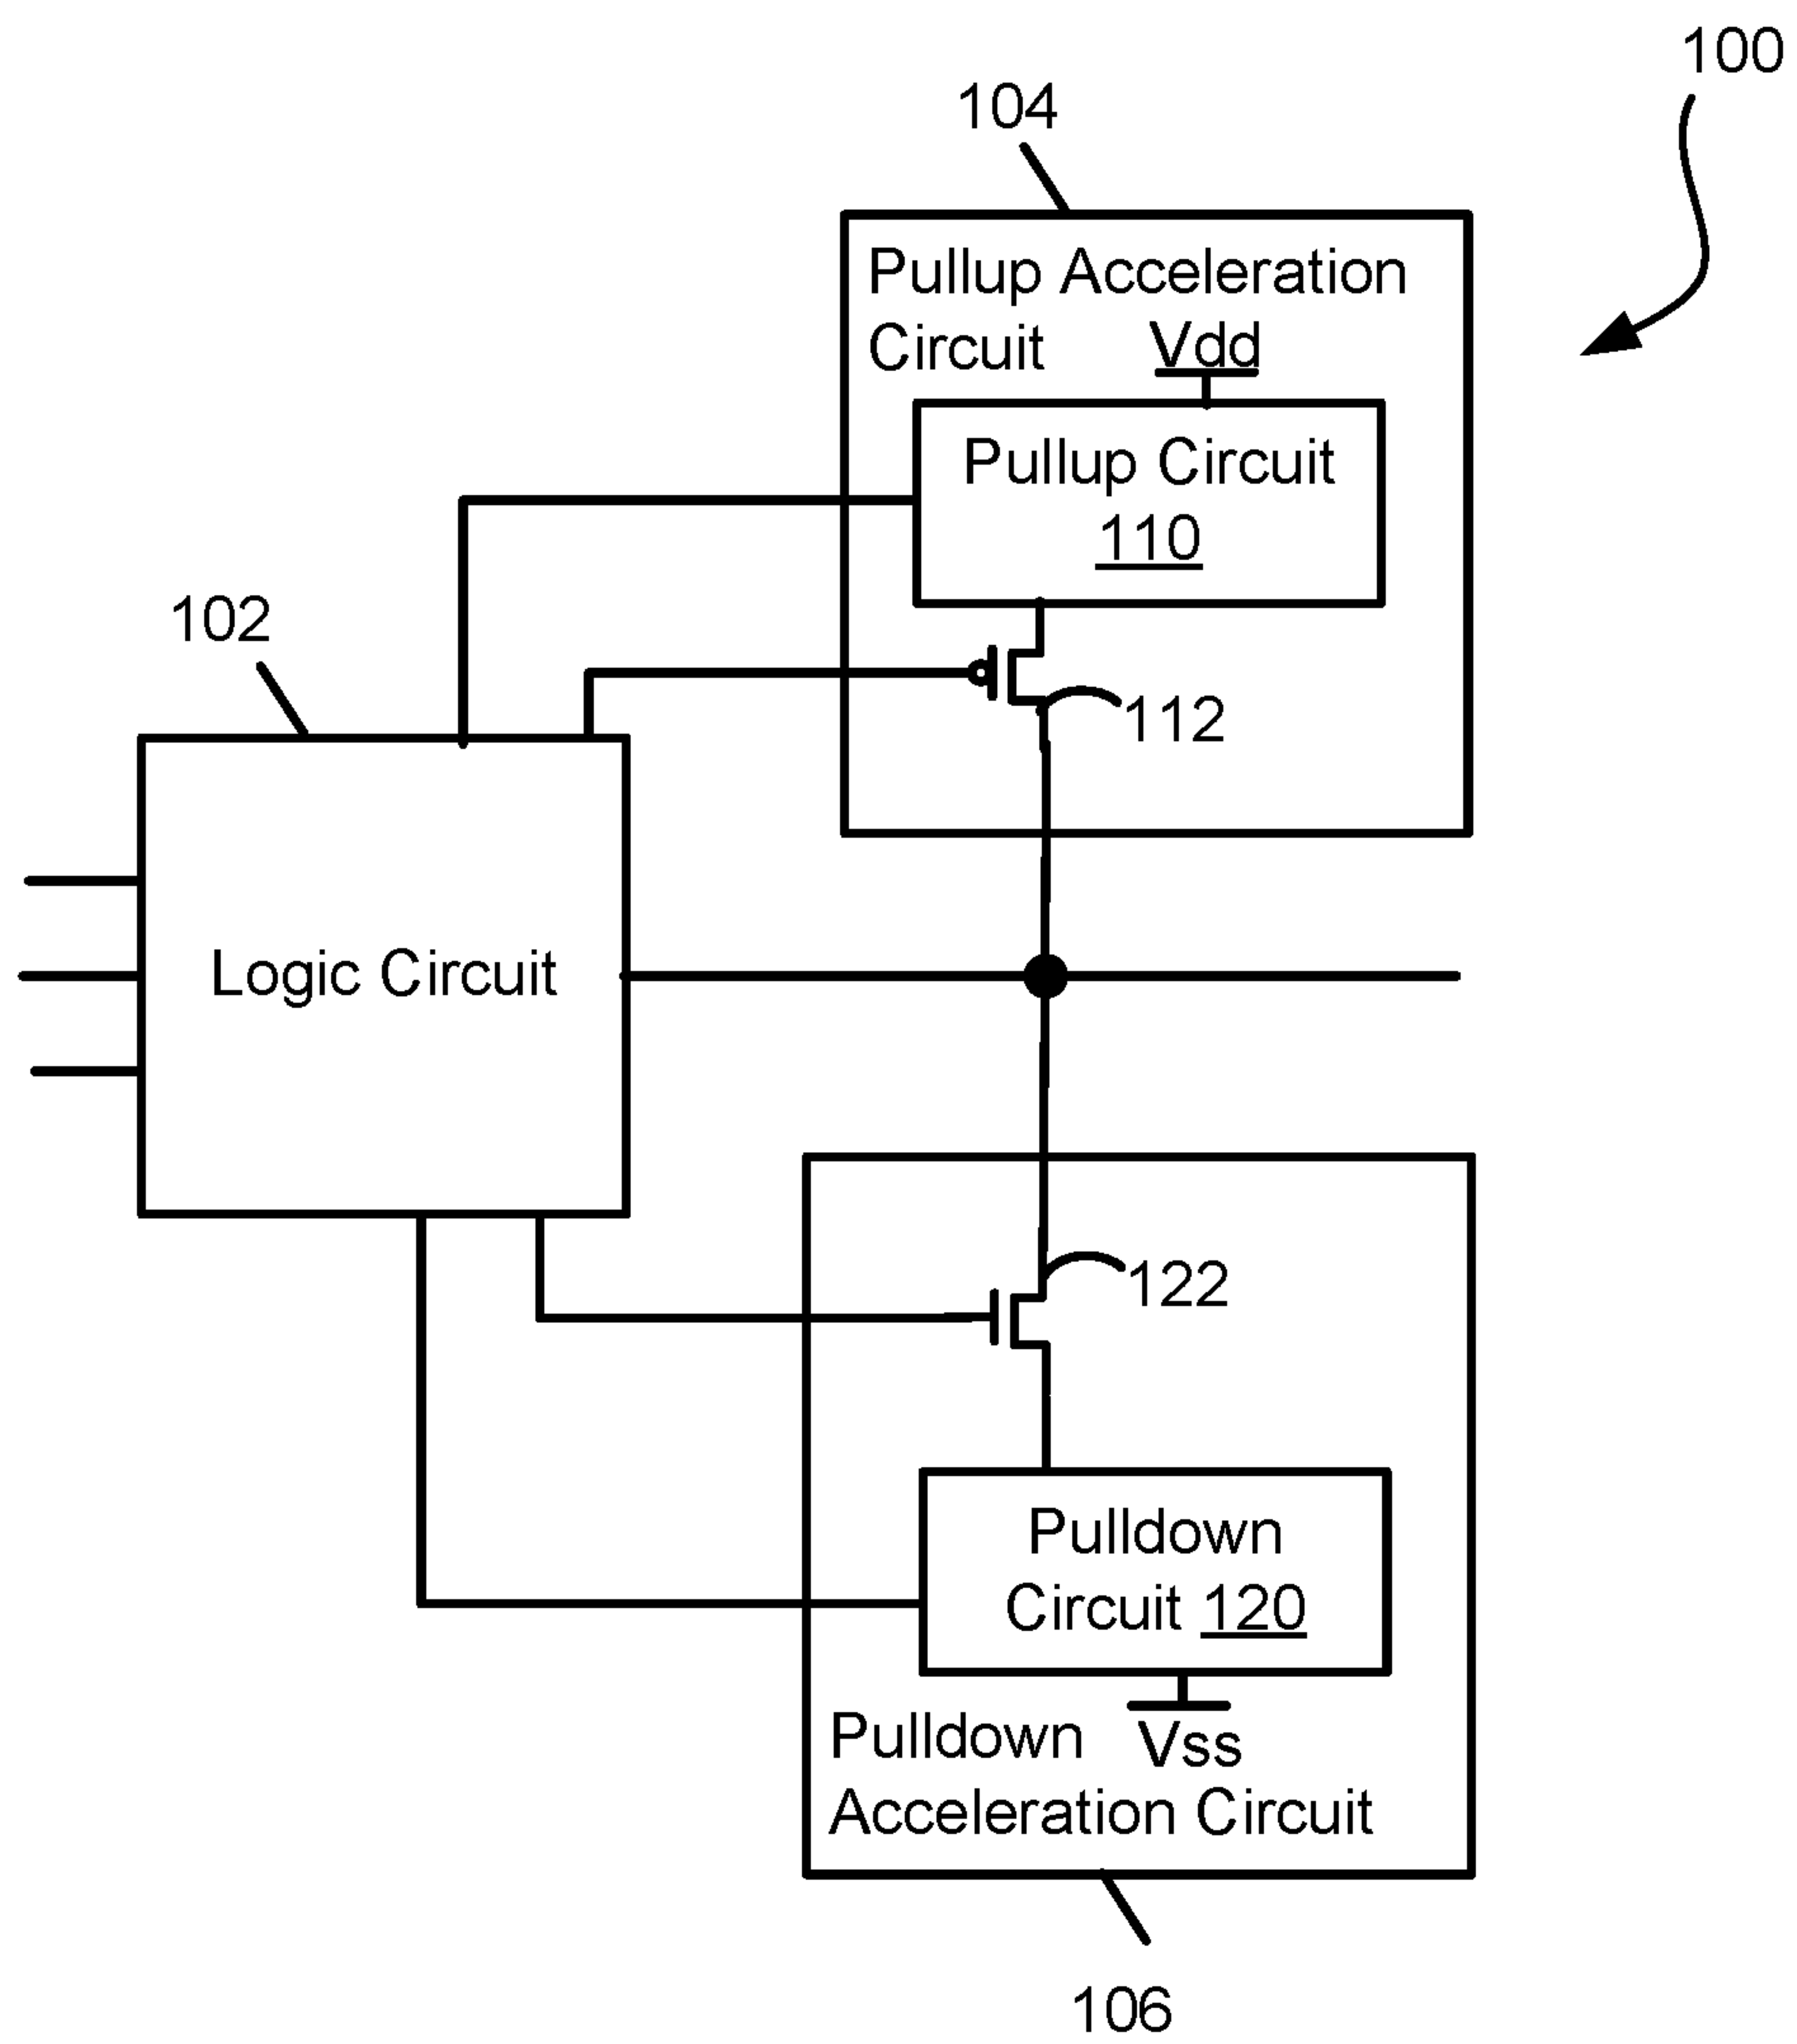 100
104
Pullup Acceleration
Circuit
Vdd
Pullup Circuit
110
102
112
Logic Circuit
122
Pulldown
Circuit 120
Vss
Pulldown
Acceleration Circuit
106